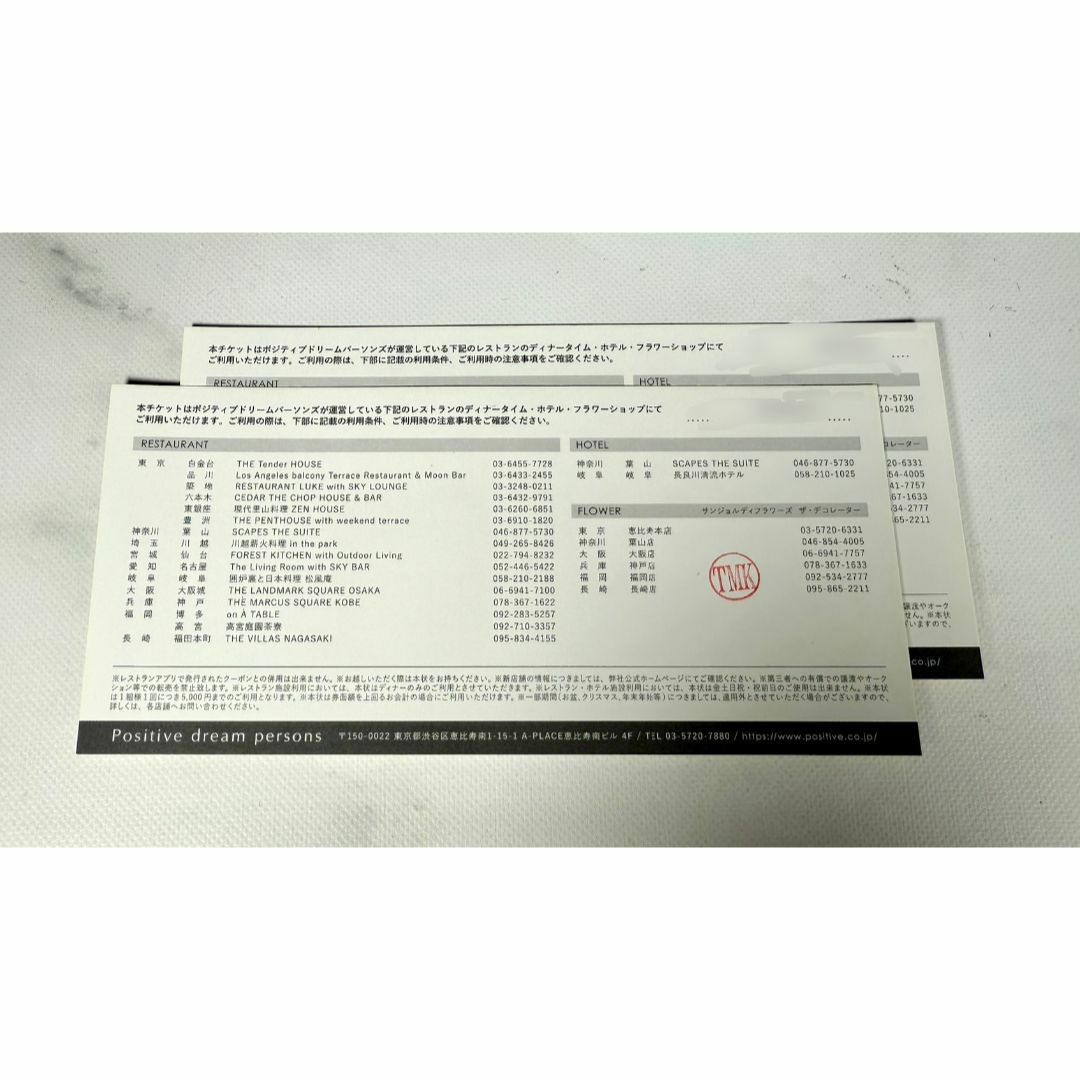 本チケットはポジティブドリームパーソンズが運営している下記のレストランのディナータイム・ホテル・フラワーショップにて
ご利用いただけます。ご利用の際は、下部に記載の利用条件、ご利用時の注意事項をご確認ください。
RESTAURANT
HOTEL
77-5730
10-1025
コレーター
20-6331
54-4005
41-7757
67-1633
34-2777
65-2211
譲渡やオーク
す。※本状
いますので、
co.jp/
本チケットはポジティブドリームパーソンズが運営している下記のレストランのディナータイム・ホテル・フラワーショップにて
ご利用いただけます。ご利用の際は、下部に記載の利用条件、ご利用時の注意事項をご確認ください。
RESTAURANT
東 京 白金台 THE Tender HOUSE 03-6455-7728
品 川 Los Angeles balcony Terrace Restaurant & Moon Bar 03-6433-2455
築 地 RESTAURANT LUKE with SKY LOUNGE 03-3248-0211
六本木 CEDAR THE CHOP HOUSE & BAR 03-6432-9791
東銀座 現代里山料理 ZEN HOUSE 03-6260-6851
豊 洲 THE PENTHOUSE with weekend terrace 03-6910-1820
神奈川 葉 山 SCAPES THE SUITE 046-877-5730
埼 玉 川 越 川越薪火料理 in the park 049-265-8426
宮 城 仙 台 FOREST KITCHEN with Outdoor Living 022-794-8232
愛 知 名古屋 The Living Room with SKY BAR 052-446-5422
岐 阜 岐 阜 囲炉裏と日本料理 松風庵 058-210-2188
大 阪 大阪城 THE LANDMARK SQUARE OSAKA 06-6941-7100
兵 庫 神 戸 THE MARCUS SQUARE KOBE 078-367-1622
福 岡 博 多 on A TABLE 092-283-5257
高 宮 高宮庭園茶寮 092-710-3357
長 崎 福田本町 THE VILLAS NAGASAKI 095-834-4155
HOTEL
神奈川 葉 山 SCAPES THE SUITE 046-877-5730
岐 阜 岐 阜 長良川清流ホテル 058-210-1025
FLOWER サンジョルディフラワーズ ザ・デコレーター
東 京 恵比寿本店 03-5720-6331
神奈川 葉山店 046-854-4005
大 阪 大阪店 06-6941-7757
兵 庫 神戸店 078-367-1633
福 岡 福岡店 092-534-2777
長 崎 長崎店 095-865-2211
TMK
※レストランアプリで発行されたクーポンとの併用は出来ません。※お越しいただく際は本状をお持ちください。※新店舗の情報につきましては、弊社公式ホームページにてご確認ください。※第三者への有償での譲渡やオーク
ション等での転売を禁止致します。※レストラン施設利用においては、本状はディナーのみのご利用とさせていただきます。※レストラン・ホテル施設利用においては、本状は金土日祝・祝前日のご使用は出来ません。※本状
は1組様1回につき5,000円までのご利用となります。※本状は券面額を上回るお会計の場合にご利用いただけます。※一部期間(お盆、クリスマス、年末年始等)につきましては、適用外とさせていただく場合がございますので、
詳しくは、各店舗へお問い合わせください。
Positive dream persons 〒150-0022 東京都渋谷区恵比寿南1-15-1 A-PLACE恵比寿南ビル 4F / TEL 03-5720-7880 / https://www.positive.co.jp/